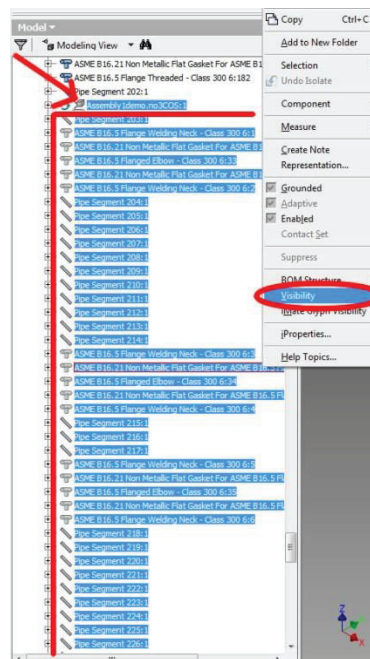 Model
Modeling View
ASME B16.21 Non Metallic Flat Gasket For ASME B1
ASME B16.5 Flange Threaded - Class 300 6:182
Pipe Segment 202:1
Assembly1demo.no3COS:1
Pipe Segment 203:1
ASME B16.5 Flange Welding Neck - Class 300 6:1
ASME B16.21 Non Metallic Flat Gasket For ASME B1
ASME B16.5 Flanged Elbow - Class 300 6:33
ASME B16.21 Non Metallic Flat Gasket For ASME B1
ASME B16.5 Flange Welding Neck - Class 300 6:2
Pipe Segment 204:1
Pipe Segment 205:1
Pipe Segment 206:1
Pipe Segment 207:1
Pipe Segment 208:1
Pipe Segment 209:1
Pipe Segment 210:1
Pipe Segment 211:1
Pipe Segment 212:1
Pipe Segment 213:1
Pipe Segment 214:1
ASME B16.5 Flange Welding Neck - Class 300 6:3
ASME B16.21 Non Metallic Flat Gasket For ASME B16.5 Fl
ASME B16.5 Flanged Elbow - Class 300 6:34
ASME B16.21 Non Metallic Flat Gasket For ASME B16.5 Fl
ASME B16.5 Flange Welding Neck - Class 300 6:4
Pipe Segment 215:1
Pipe Segment 216:1
Pipe Segment 217:1
ASME B16.5 Flange Welding Neck - Class 300 6:5
ASME B16.21 Non Metallic Flat Gasket For ASME B16.5 Fl
ASME B16.5 Flanged Elbow - Class 300 6:35
ASME B16.21 Non Metallic Flat Gasket For ASME B16.5 Fl
ASME B16.5 Flange Welding Neck - Class 300 6:6
Pipe Segment 218:1
Pipe Segment 219:1
Pipe Segment 220:1
Pipe Segment 221:1
Pipe Segment 222:1
Pipe Segment 223:1
Pipe Segment 224:1
Pipe Segment 225:1
Pipe Segment 226:1
Copy Ctrl+C
Add to New Folder
Selection
Undo Isolate
Component
Measure
Create Note
Representation...
Grounded
Adaptive
Enabled
Contact Set
Suppress
BOM Structure
Visibility
iMate Glyph Visibility
iProperties...
Help Topics...
Z